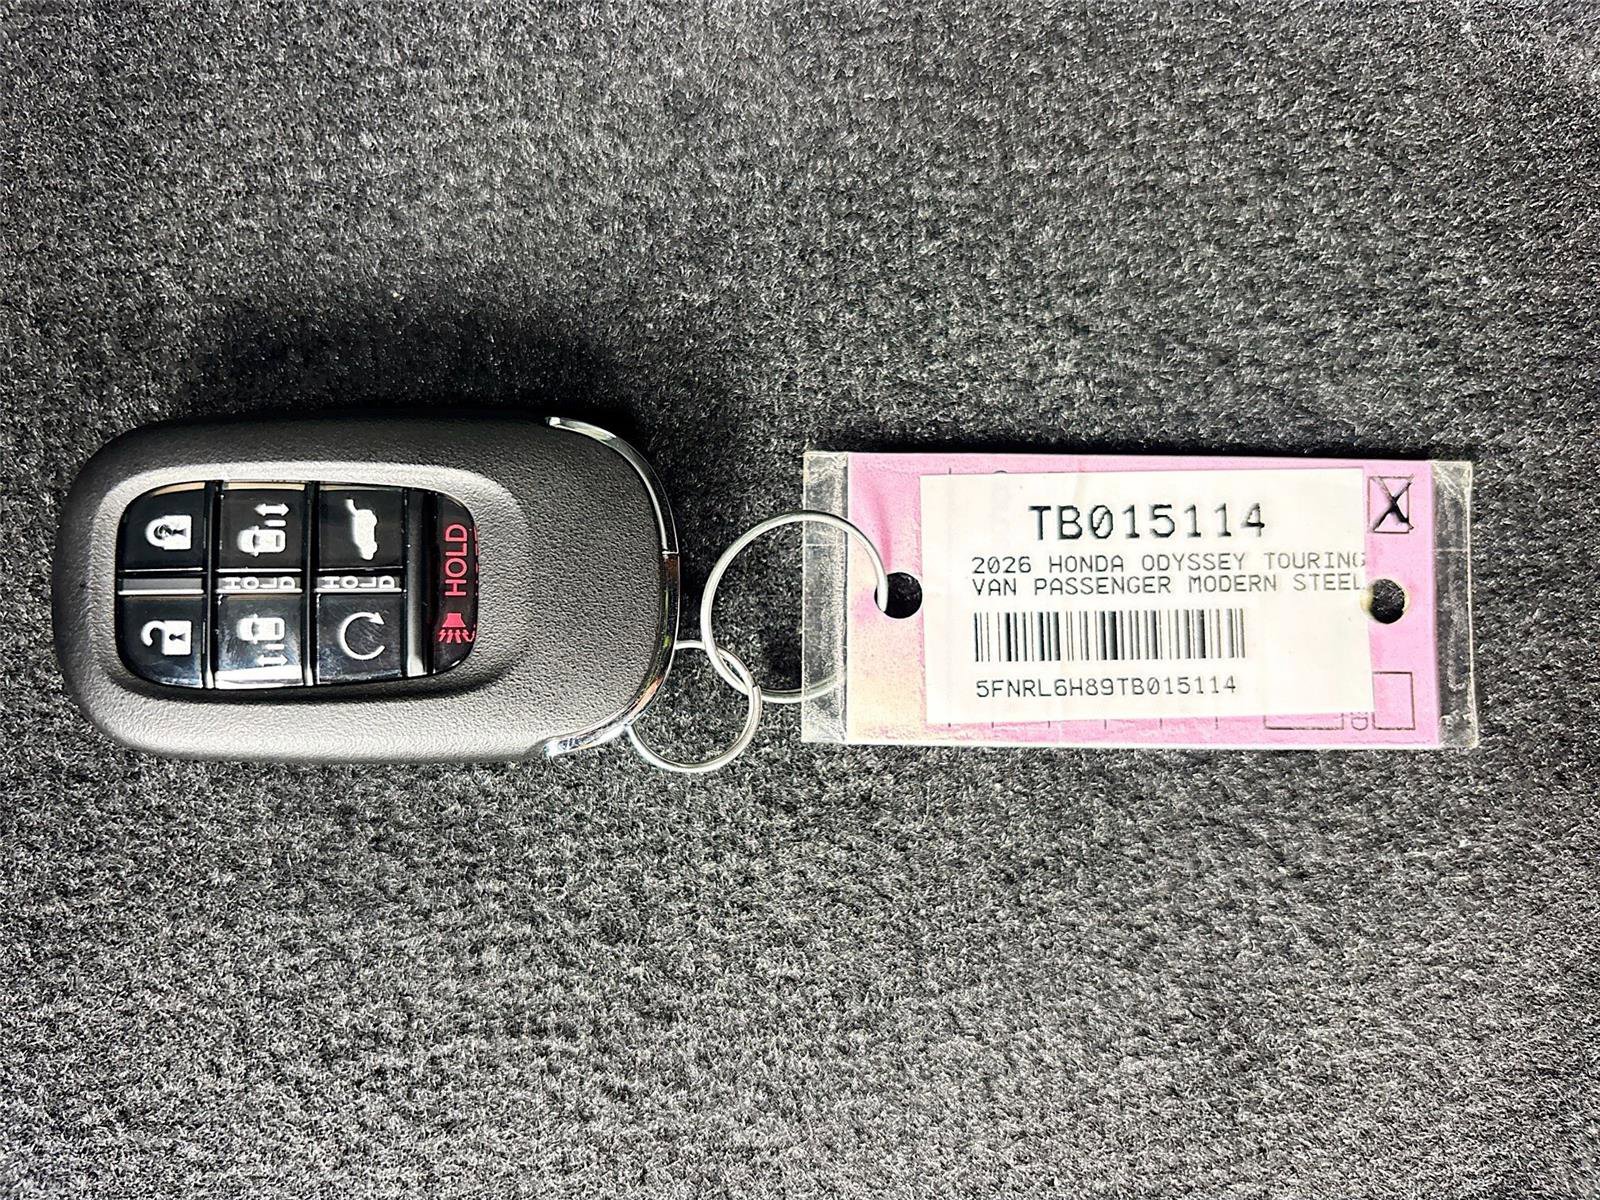 HOLD
HOLD
HOLD
TB015114
2026 HONDA ODYSSEY TOURING
VAN PASSENGER MODERN STEEL
5FNRL6H89TB015114